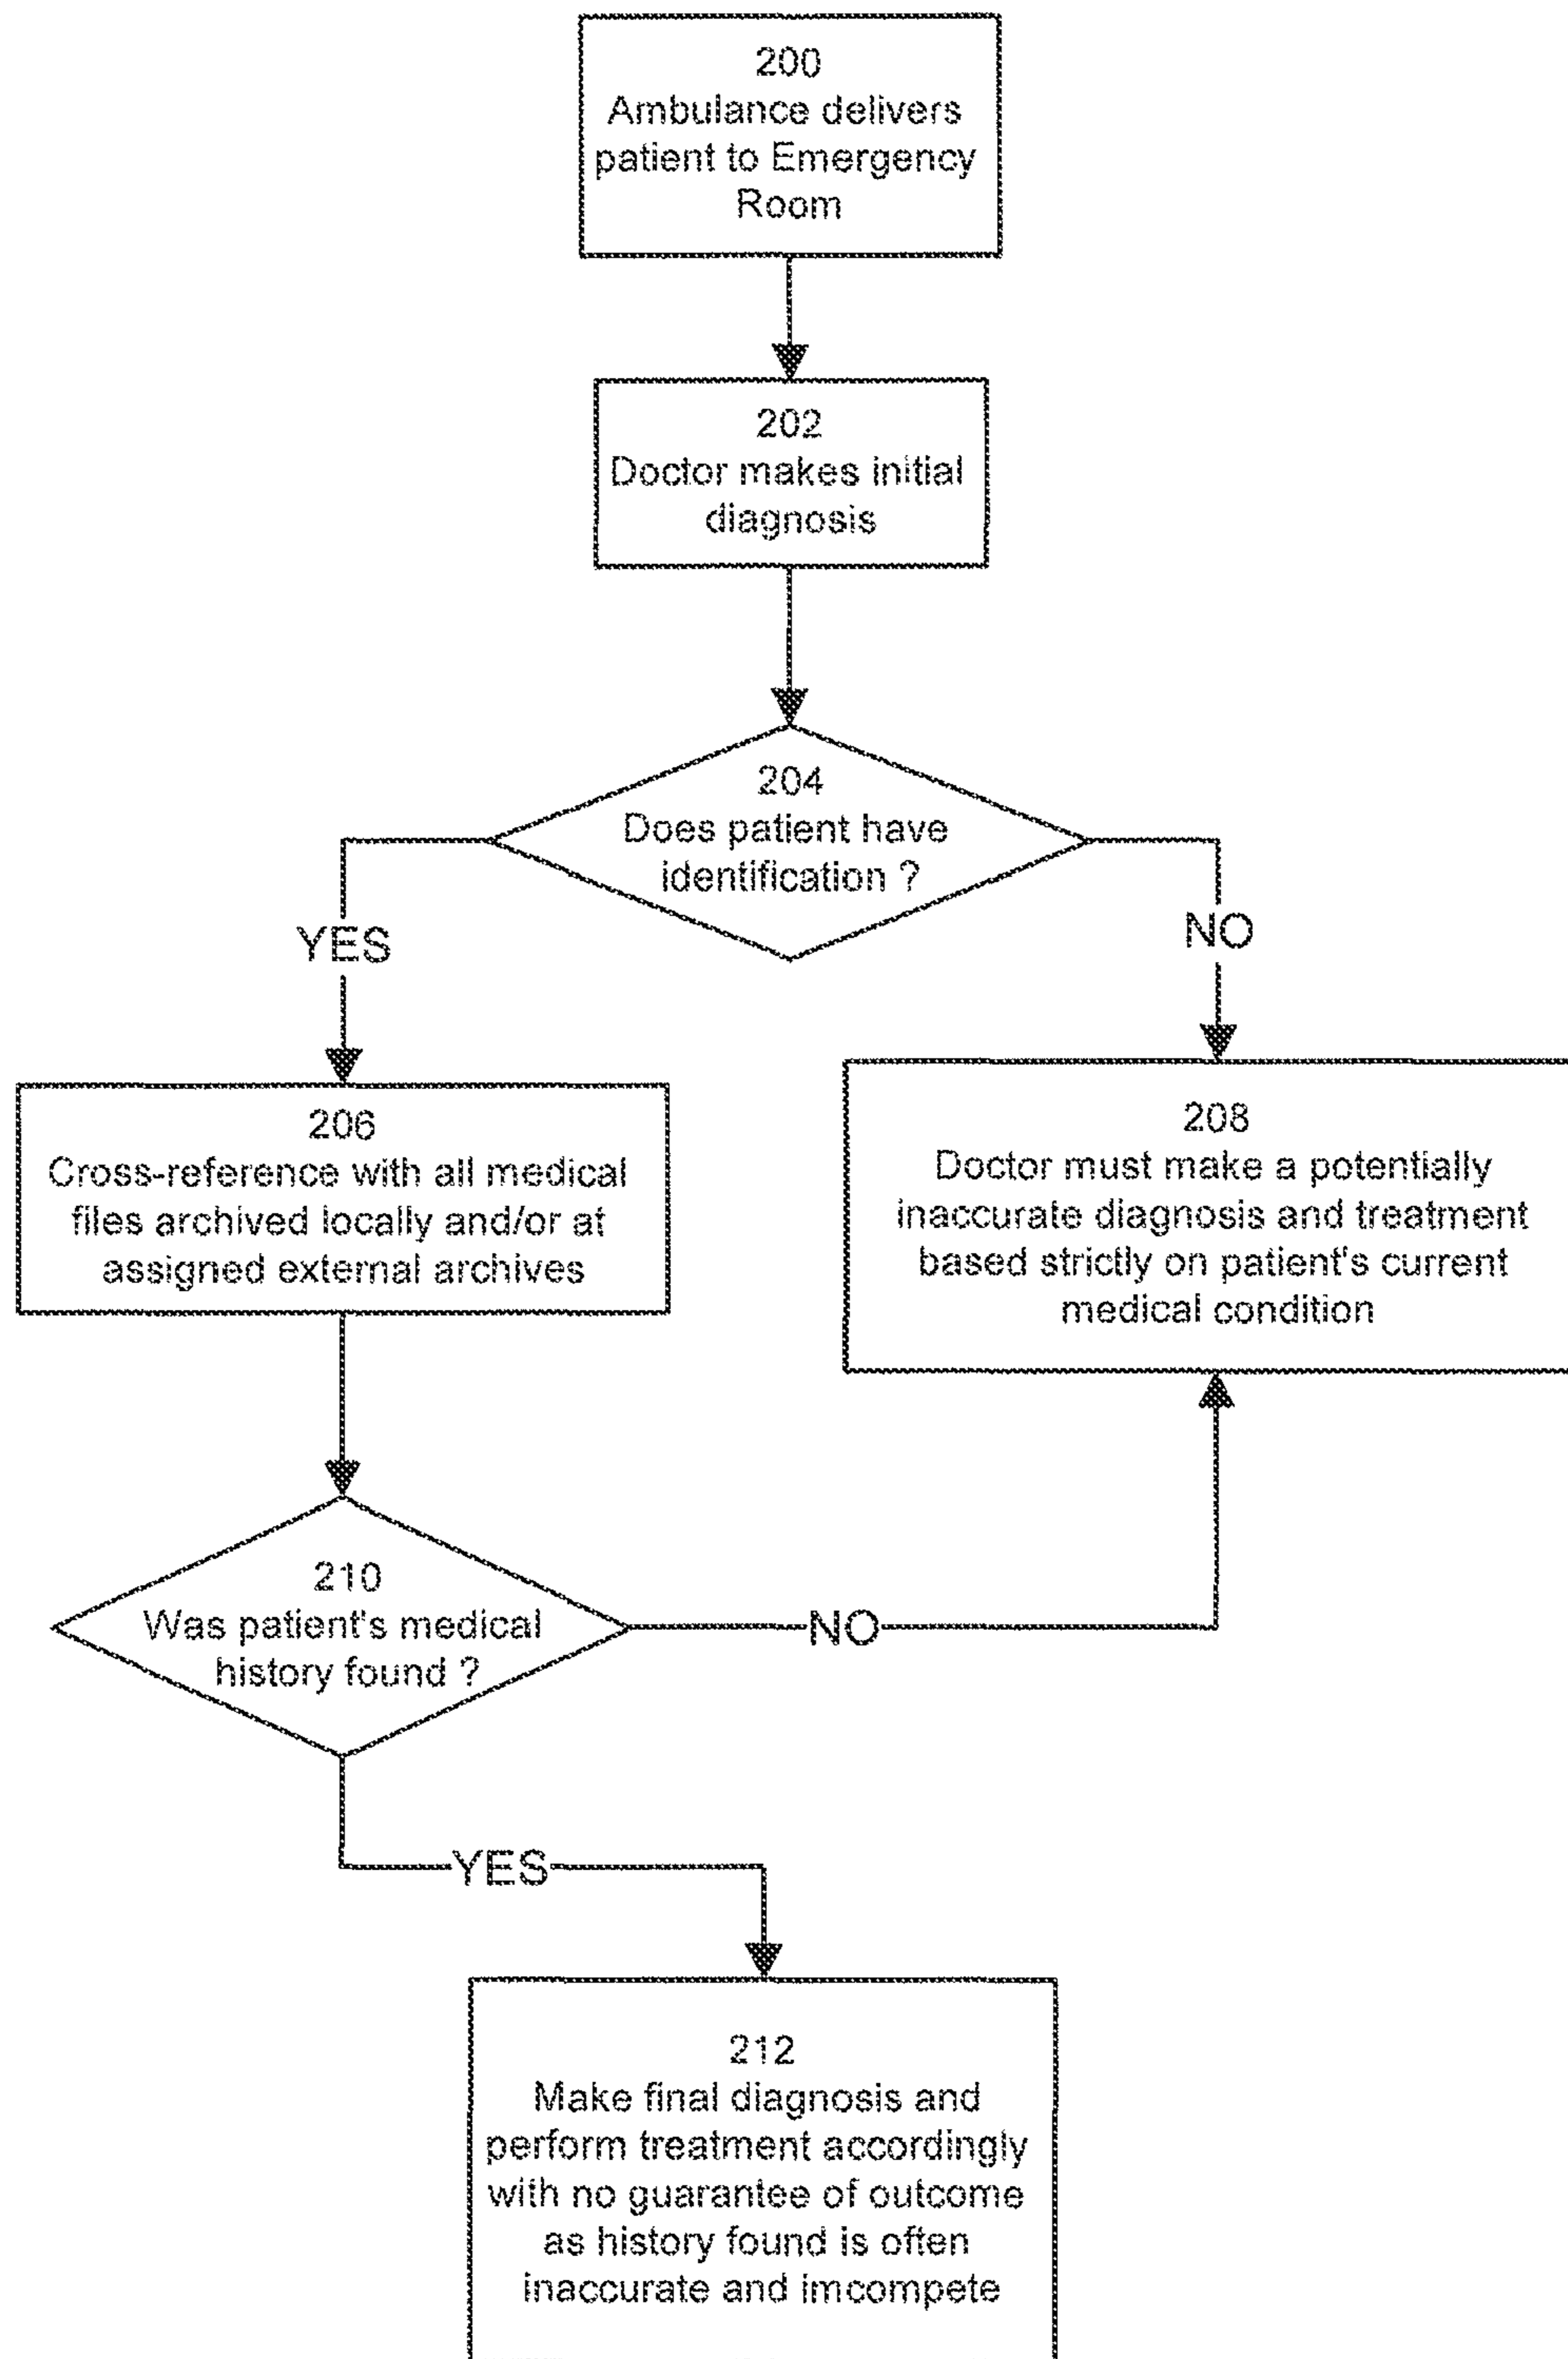 200
Ambulance delivers
patient to Emergency
Room
202
Doctor makes initial
diagnosis
204
Does patient have
identification ?
YES
NO
206
Cross-reference with all medical
files archived locally and/or at
assigned external archives
208
Doctor must make a potentially
inaccurate diagnosis and treatment
based strictly on patient's current
medical condition
210
Was patient's medical
history found ?
NO
YES
212
Make final diagnosis and
perform treatment accordingly
with no guarantee of outcome
as history found is often
inaccurate and imcompete